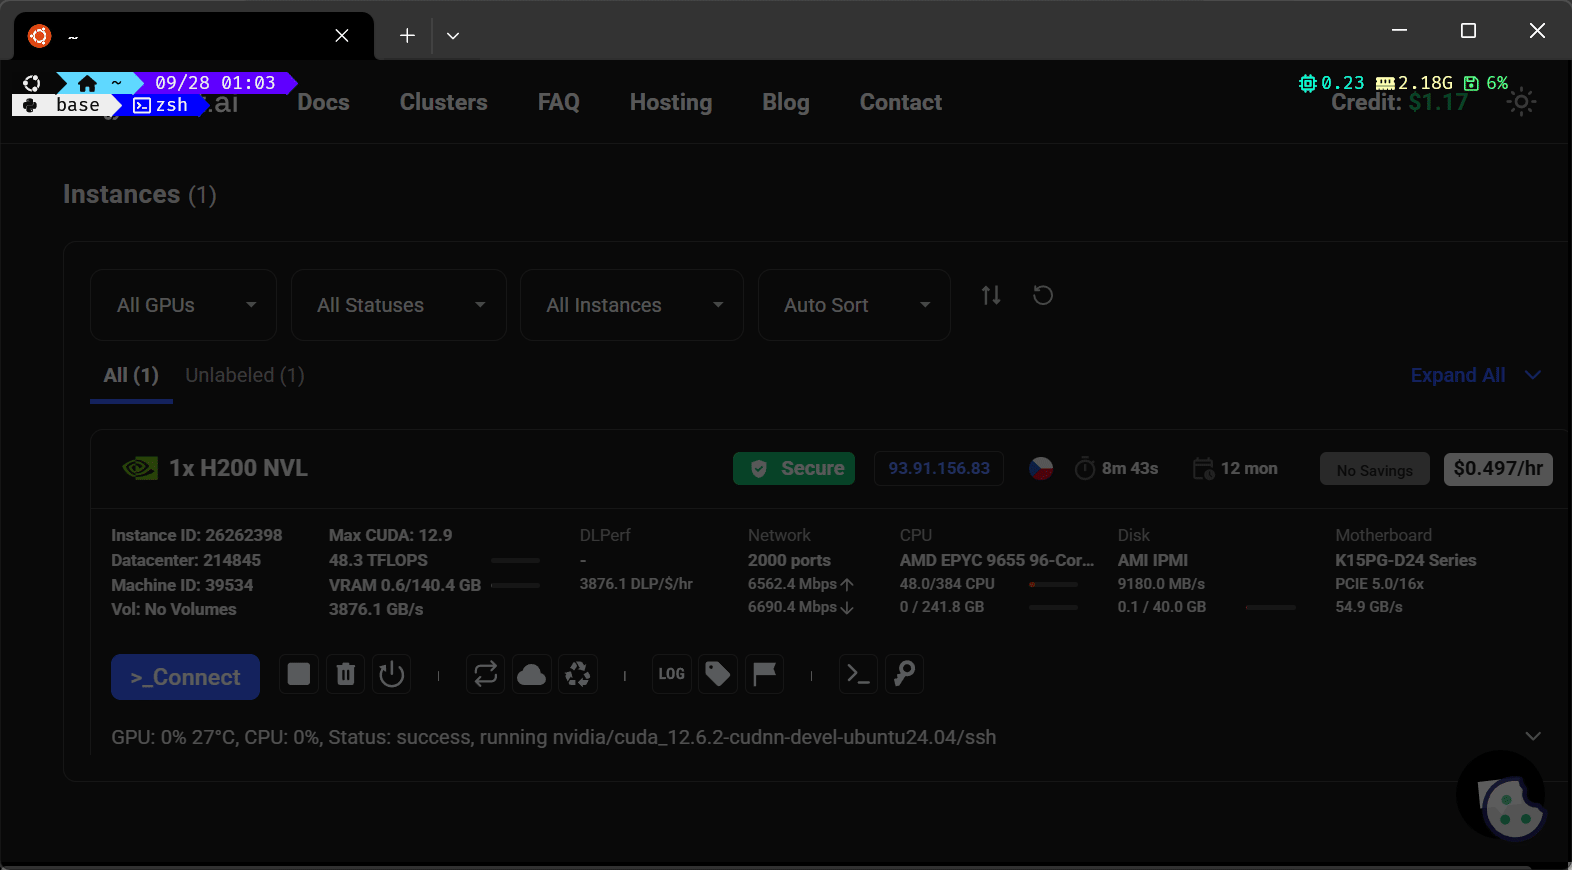 ~
~ 09/28 01:03
0.23 2.18G 6%
base zsh
.ai Docs Clusters FAQ Hosting Blog Contact Credit: $1.17
Instances (1)
All GPUs All Statuses All Instances Auto Sort
All (1) Unlabeled (1) Expand All
1x H200 NVL Secure 93.91.156.83 8m 43s 12 mon No Savings $0.497/hr
Instance ID: 26262398 Max CUDA: 12.9 DLPerf Network CPU Disk Motherboard
Datacenter: 214845 48.3 TFLOPS - 2000 ports AMD EPYC 9655 96-Cor... AMI IPMI K15PG-D24 Series
Machine ID: 39534 VRAM 0.6/140.4 GB 3876.1 DLP/$/hr 6562.4 Mbps 48.0/384 CPU 9180.0 MB/s PCIE 5.0/16x
Vol: No Volumes 3876.1 GB/s 6690.4 Mbps 0 / 241.8 GB 0.1 / 40.0 GB 54.9 GB/s
>_Connect LOG
GPU: 0% 27°C, CPU: 0%, Status: success, running nvidia/cuda_12.6.2-cudnn-devel-ubuntu24.04/ssh